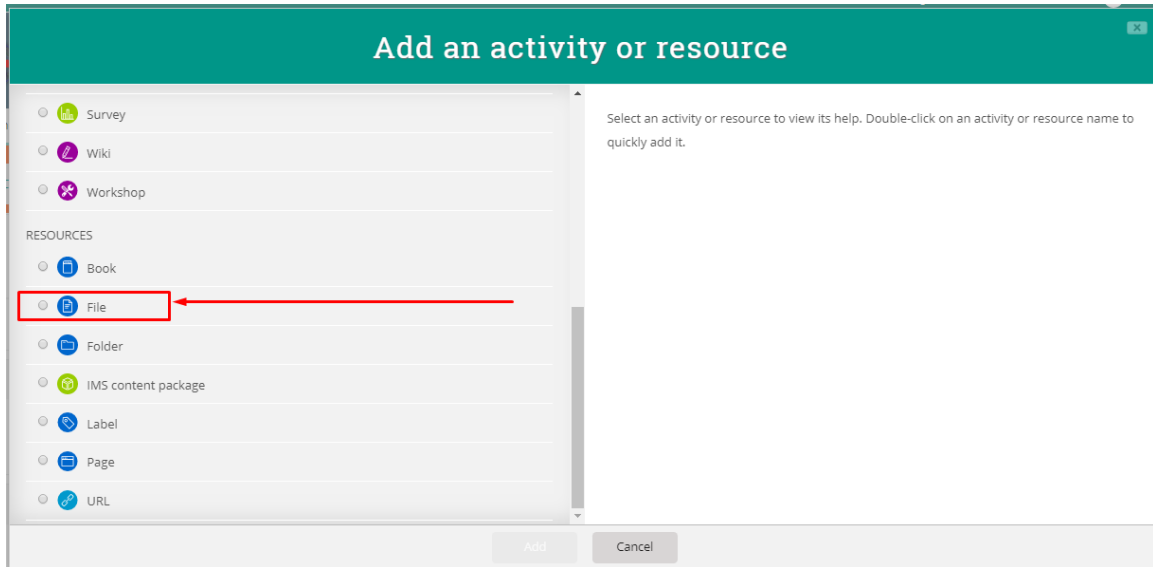 Add an activity or resource
Survey
Wiki
Workshop
RESOURCES
Book
File
Folder
IMS content package
Label
Page
URL
Select an activity or resource to view its help. Double-click on an activity or resource name to
quickly add it.
Add
Cancel